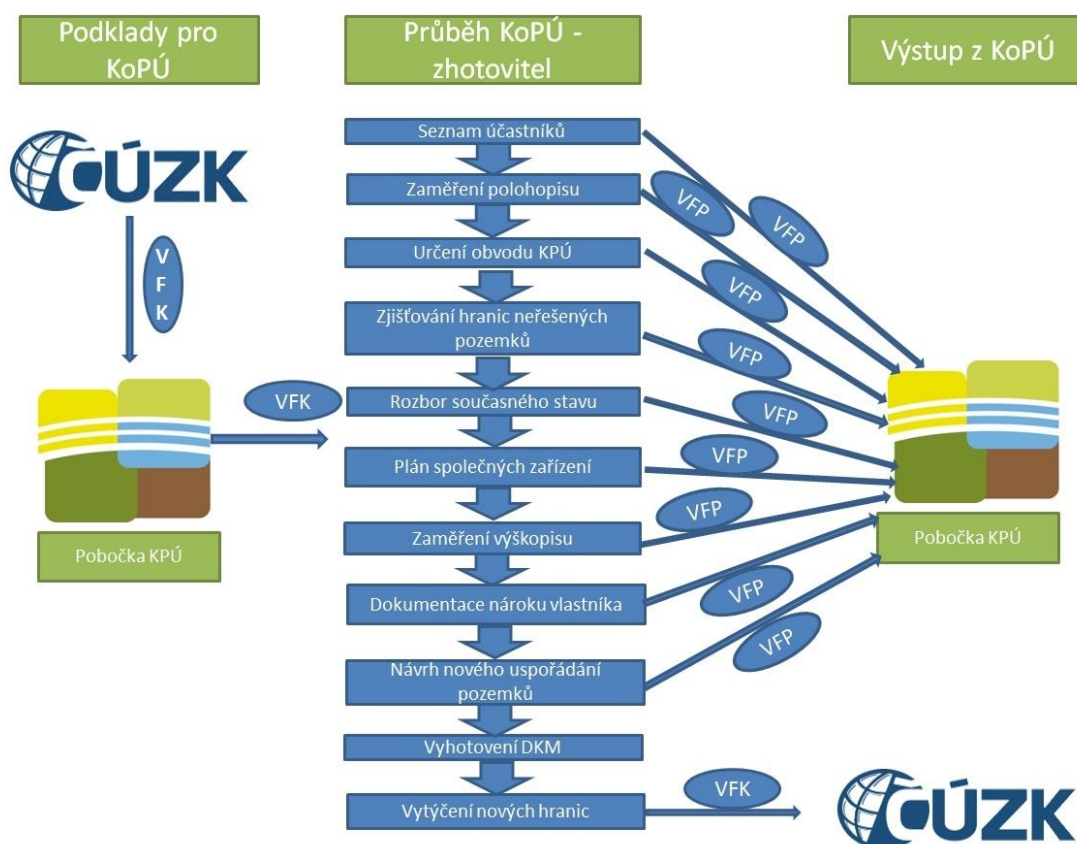 Podklady pro
KoPÚ
Průběh KoPÚ -
zhotovitel
Výstup z KoPÚ
ČÚZK
V
F
K
Pobočka KPÚ
VFK
Seznam účastníků
Zaměření polohopisu
Určení obvodu KPÚ
Zjišťování hranic neřešených
pozemků
Rozbor současného stavu
Plán společných zařízení
Zaměření výškopisu
Dokumentace nároku vlastníka
Návrh nového uspořádání
pozemků
Vyhotovení DKM
Vytýčení nových hranic
VFP
VFP
VFP
VFP
VFP
VFP
VFP
VFP
VFP
VFK
Pobočka KPÚ
ČÚZK